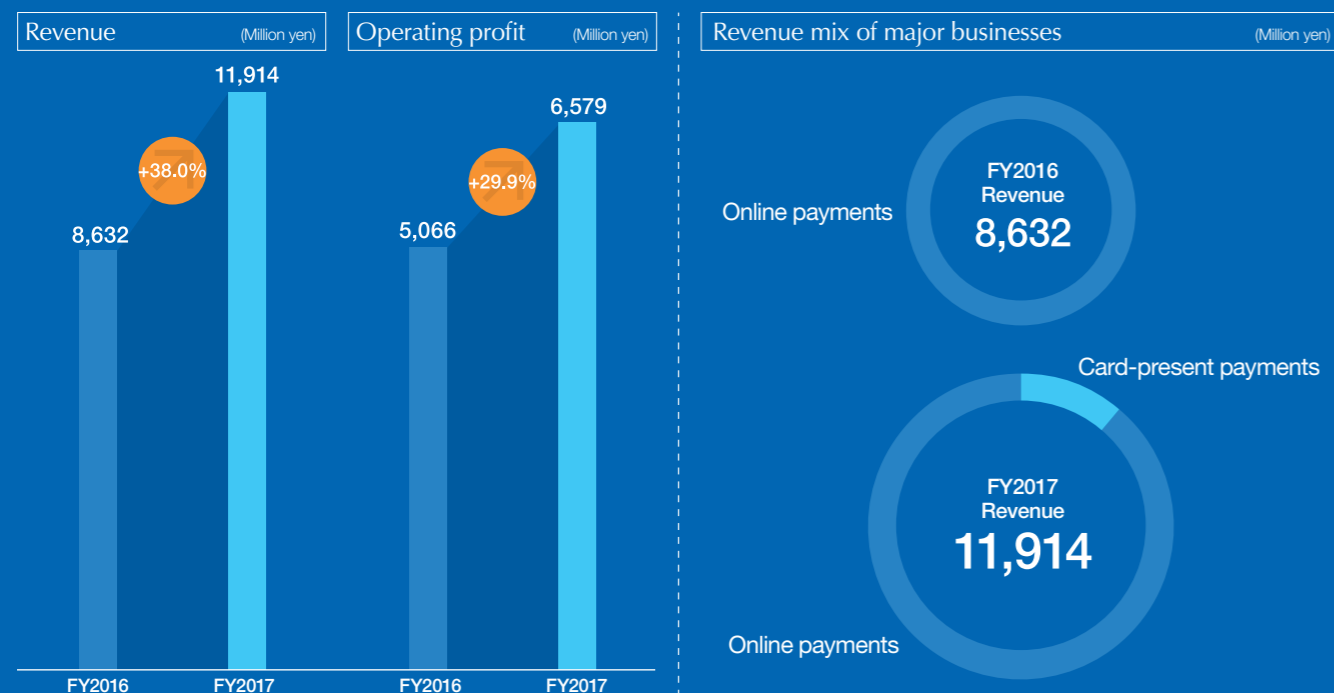 Revenue (Million yen)
11,914
+38.0%
8,632
FY2016 FY2017
Operating profit (Million yen)
6,579
+29.9%
5,066
FY2016 FY2017
Revenue mix of major businesses (Million yen)
FY2016
Revenue
8,632
Online payments
Card-present payments
FY2017
Revenue
11,914
Online payments